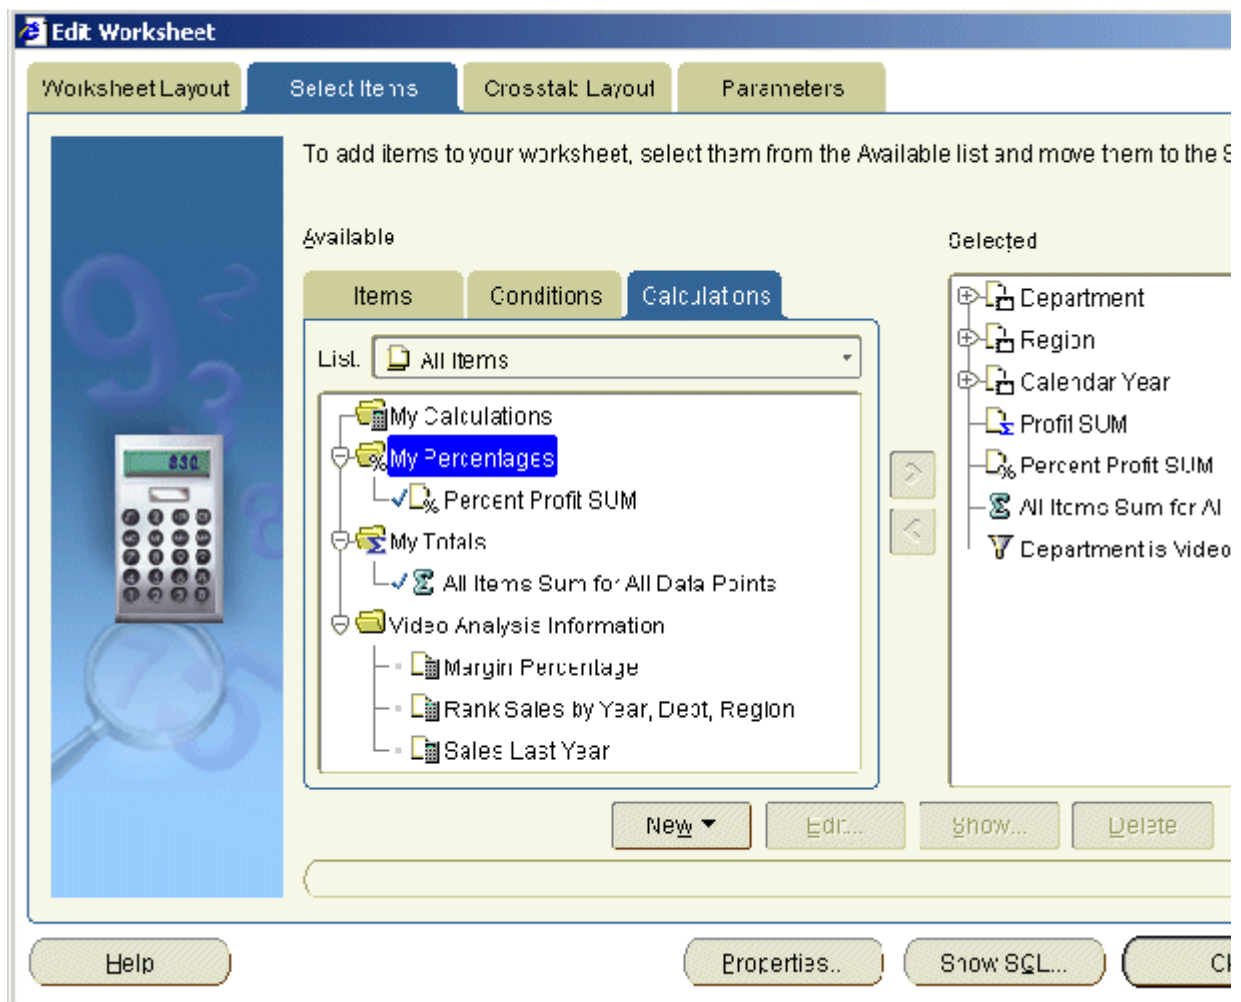 Edit Worksheet
Worksheet Layout
Select Items
Crosstab Layout
Parameters
To add items to your worksheet, select them from the Available list and move them to the S
Available
Selected
Items
Conditions
Calculations
List:
All Items
My Calculations
My Percentages
Percent Profit SUM
My Totals
All Items Sum for All Data Points
Video Analysis Information
Margin Percentage
Rank Sales by Year, Dept, Region
Sales Last Year
Department
Region
Calendar Year
Profit SUM
Percent Profit SUM
All Items Sum for Al
Department is Video
New
Edit...
Show...
Delete
Help
Properties..
Show SQL...